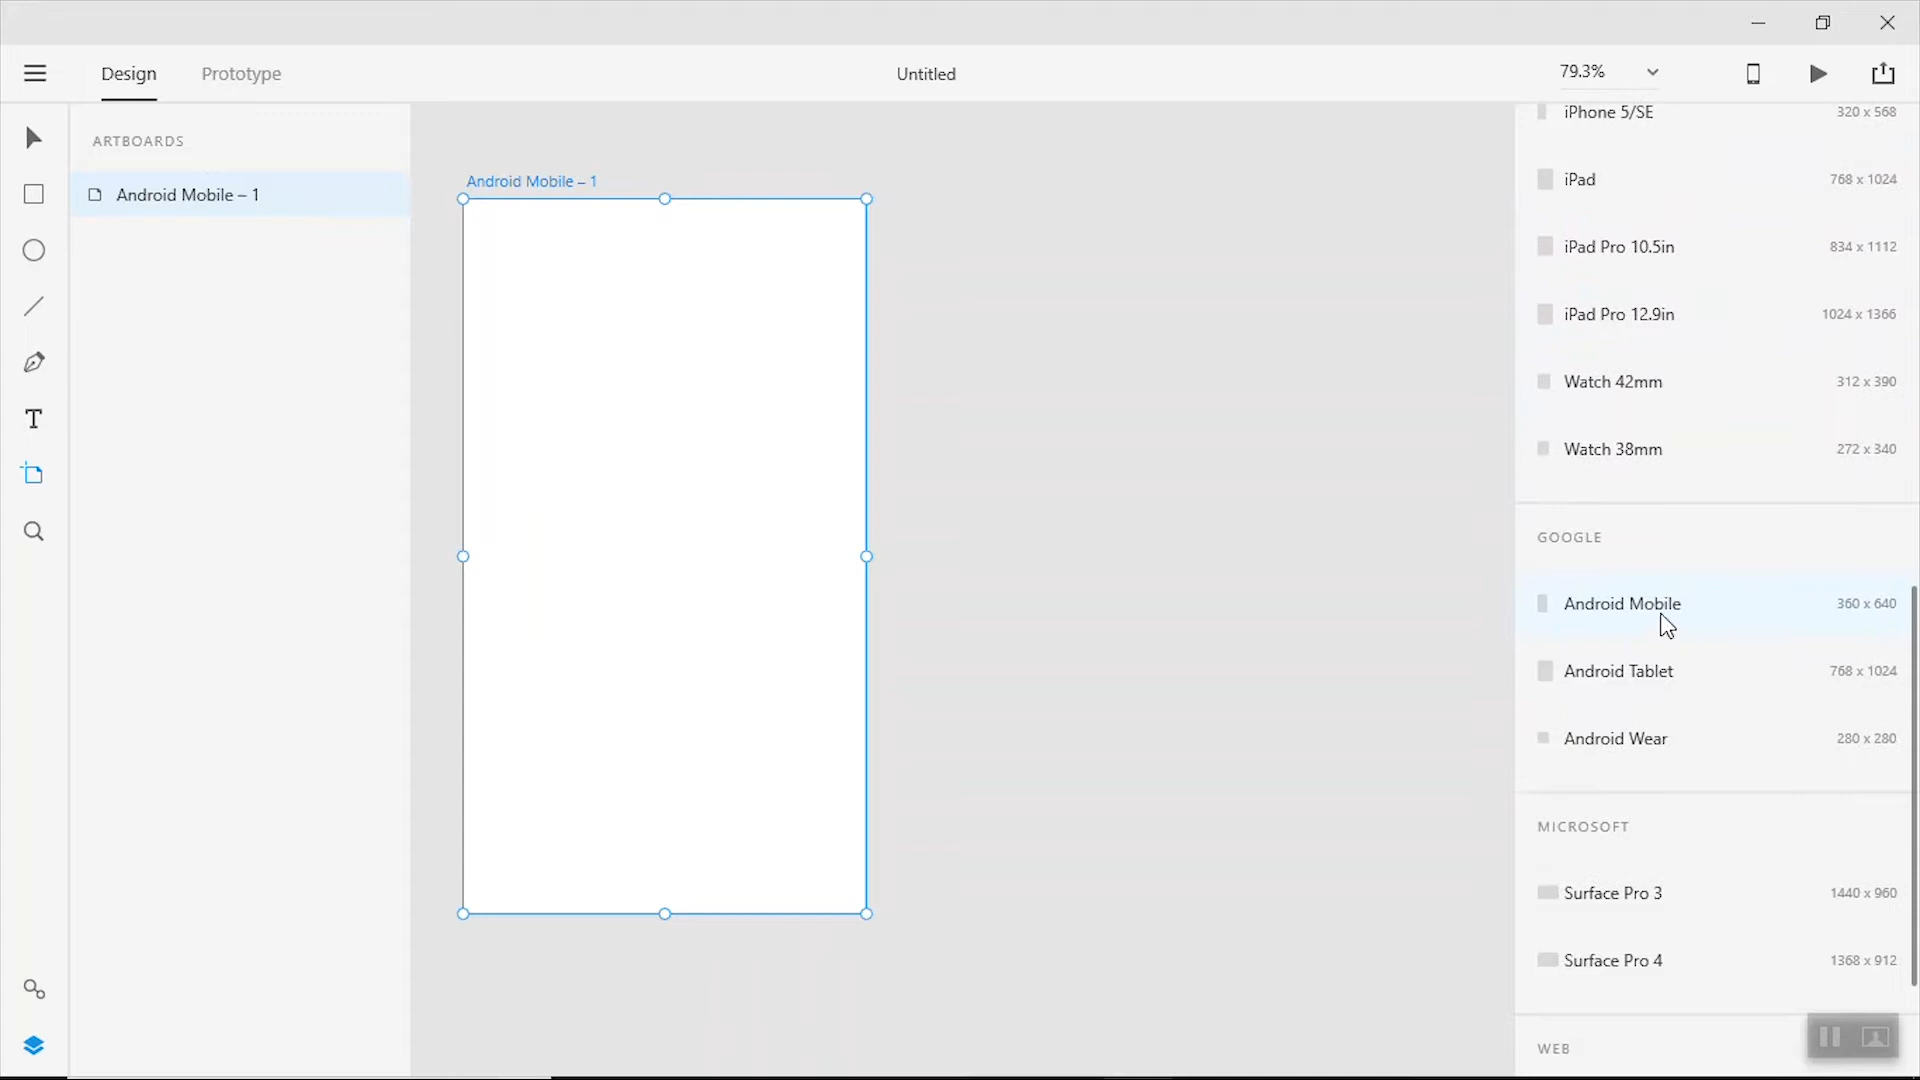 Design
Prototype
Untitled
79.3%
ARTBOARDS
Android Mobile – 1
Android Mobile – 1
iPhone 5/SE 320 x 568
iPad 768 x 1024
iPad Pro 10.5in 834 x 1112
iPad Pro 12.9in 1024 x 1366
Watch 42mm 312 x 390
Watch 38mm 272 x 340
GOOGLE
Android Mobile 360 x 640
Android Tablet 768 x 1024
Android Wear 280 x 280
MICROSOFT
Surface Pro 3 1440 x 960
Surface Pro 4 1368 x 912
WEB